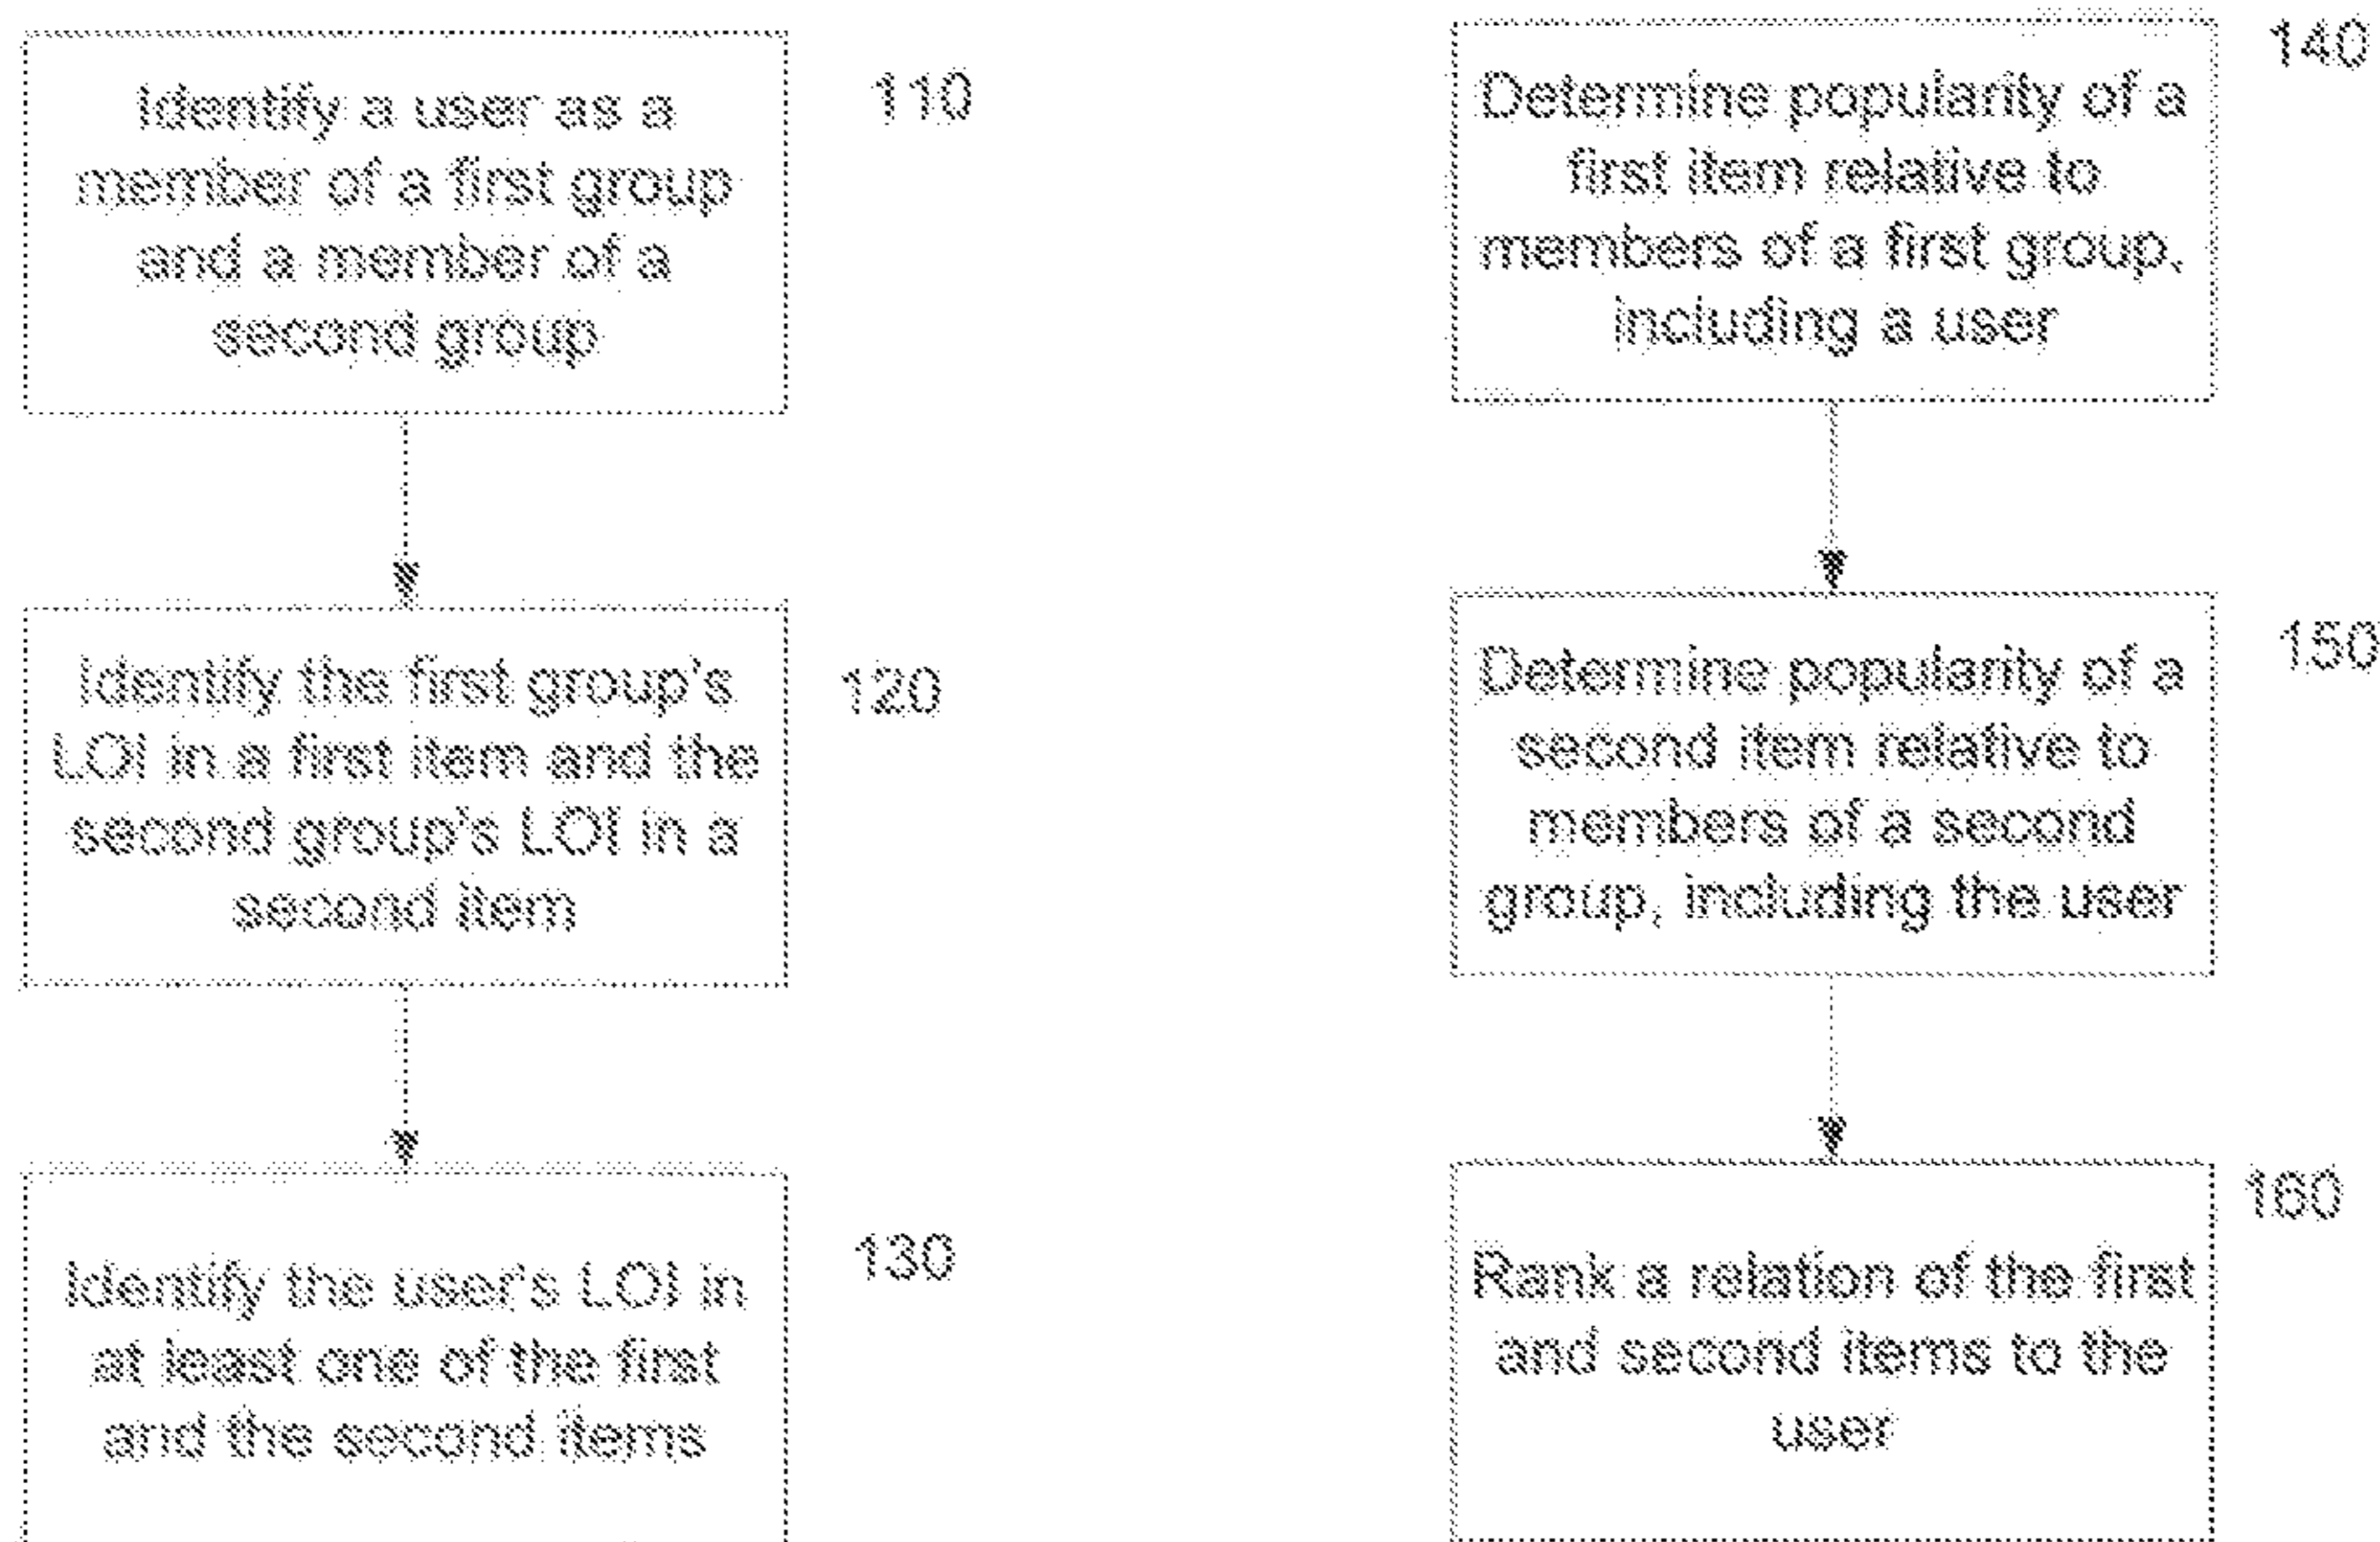 Identify a user as a
member of a first group
and a member of a
second group
110
Identify the first group's
LOI in a first item and the
second group's LOI in a
second item
120
Identify the user's LOI in
at least one of the first
and the second items
130
Determine popularity of a
first item relative to
members of a first group,
including a user
140
Determine popularity of a
second item relative to
members of a second
group, including the user
150
Rank a relation of the first
and second items to the
user
160